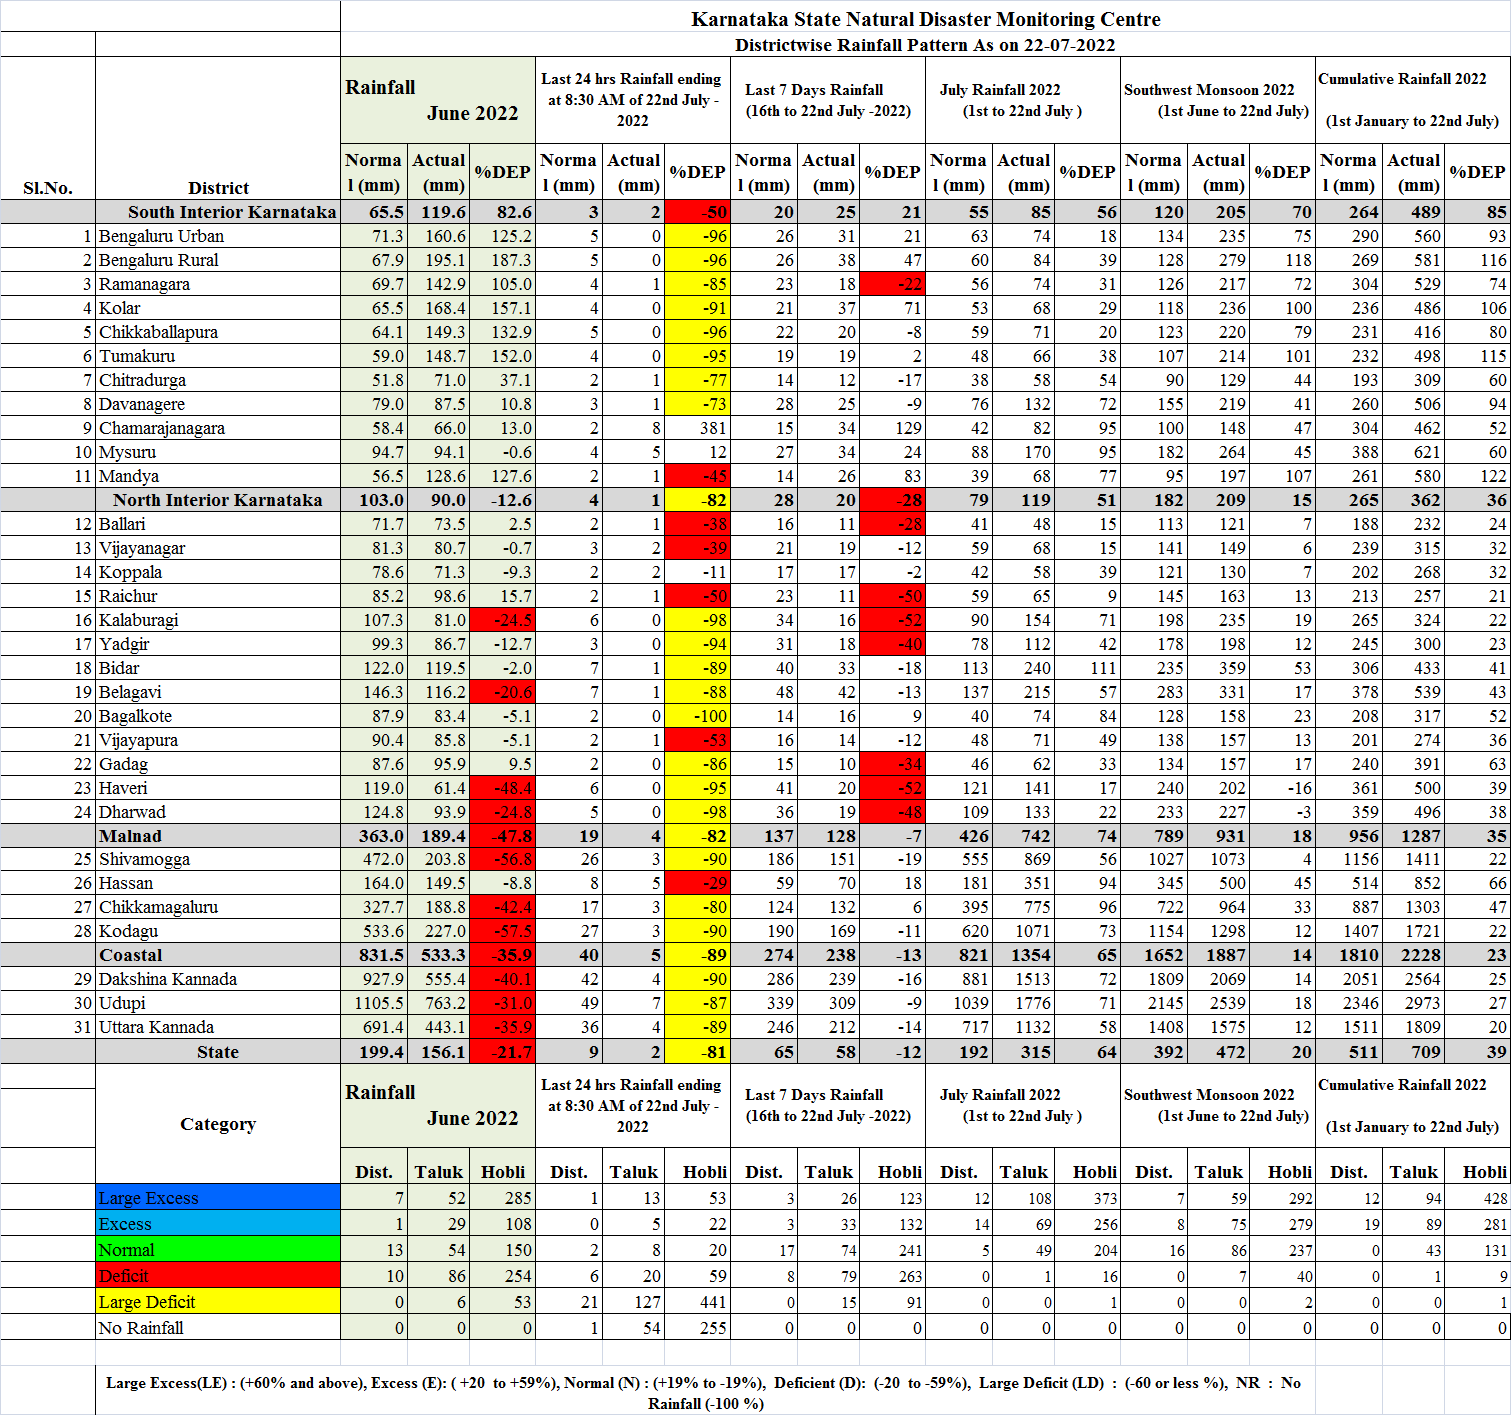 Karnataka State Natural Disaster Monitoring Centre
Districtwise Rainfall Pattern As on 22-07-2022
Sl.No. District Rainfall June 2022 Last 24 hrs Rainfall ending at 8:30 AM of 22nd July - 2022 Last 7 Days Rainfall (16th to 22nd July -2022) July Rainfall 2022 (1st to 22nd July ) Southwest Monsoon 2022 (1st June to 22nd July) Cumulative Rainfall 2022 (1st January to 22nd July)
Normal (mm) Actual (mm) %DEP Normal (mm) Actual (mm) %DEP Normal (mm) Actual (mm) %DEP Normal (mm) Actual (mm) %DEP Normal (mm) Actual (mm) %DEP Normal (mm) Actual (mm) %DEP
South Interior Karnataka 65.5 119.6 82.6 3 2 -50 20 25 21 55 85 56 120 205 70 264 489 85
1 Bengaluru Urban 71.3 160.6 125.2 5 0 -96 26 31 21 63 74 18 134 235 75 290 560 93
2 Bengaluru Rural 67.9 195.1 187.3 5 0 -96 26 38 47 60 84 39 128 279 118 269 581 116
3 Ramanagara 69.7 142.9 105.0 4 1 -85 23 18 -22 56 74 31 126 217 72 304 529 74
4 Kolar 65.5 168.4 157.1 4 0 -91 21 37 71 53 68 29 118 236 100 236 486 106
5 Chikkaballapura 64.1 149.3 132.9 5 0 -96 22 20 -8 59 71 20 123 220 79 231 416 80
6 Tumakuru 59.0 148.7 152.0 4 0 -95 19 19 2 48 66 38 107 214 101 232 498 115
7 Chitradurga 51.8 71.0 37.1 2 1 -77 14 12 -17 38 58 54 90 129 44 193 309 60
8 Davanagere 79.0 87.5 10.8 3 1 -73 28 25 -9 76 132 72 155 219 41 260 506 94
9 Chamarajanagara 58.4 66.0 13.0 2 8 381 15 34 129 42 82 95 100 148 47 304 462 52
10 Mysuru 94.7 94.1 -0.6 4 5 12 27 34 24 88 170 95 182 264 45 388 621 60
11 Mandya 56.5 128.6 127.6 2 1 -45 14 26 83 39 68 77 95 197 107 261 580 122
North Interior Karnataka 103.0 90.0 -12.6 4 1 -82 28 20 -28 79 119 51 182 209 15 265 362 36
12 Ballari 71.7 73.5 2.5 2 1 -38 16 11 -28 41 48 15 113 121 7 188 232 24
13 Vijayanagar 81.3 80.7 -0.7 3 2 -39 21 19 -12 59 68 15 141 149 6 239 315 32
14 Koppala 78.6 71.3 -9.3 2 2 -11 17 17 -2 42 58 39 121 130 7 202 268 32
15 Raichur 85.2 98.6 15.7 2 1 -50 23 11 -50 59 65 9 145 163 13 213 257 21
16 Kalaburagi 107.3 81.0 -24.5 6 0 -98 34 16 -52 90 154 71 198 235 19 265 324 22
17 Yadgir 99.3 86.7 -12.7 3 0 -94 31 18 -40 78 112 42 178 198 12 245 300 23
18 Bidar 122.0 119.5 -2.0 7 1 -89 40 33 -18 113 240 111 235 359 53 306 433 41
19 Belagavi 146.3 116.2 -20.6 7 1 -88 48 42 -13 137 215 57 283 331 17 378 539 43
20 Bagalkote 87.9 83.4 -5.1 2 0 -100 14 16 9 40 74 84 128 158 23 208 317 52
21 Vijayapura 90.4 85.8 -5.1 2 1 -53 16 14 -12 48 71 49 138 157 13 201 274 36
22 Gadag 87.6 95.9 9.5 2 0 -86 15 10 -34 46 62 33 134 157 17 240 391 63
23 Haveri 119.0 61.4 -48.4 6 0 -95 41 20 -52 121 141 17 240 202 -16 361 500 39
24 Dharwad 124.8 93.9 -24.8 5 0 -98 36 19 -48 109 133 22 233 227 -3 359 496 38
Malnad 363.0 189.4 -47.8 19 4 -82 137 128 -7 426 742 74 789 931 18 956 1287 35
25 Shivamogga 472.0 203.8 -56.8 26 3 -90 186 151 -19 555 869 56 1027 1073 4 1156 1411 22
26 Hassan 164.0 149.5 -8.8 8 5 -29 59 70 18 181 351 94 345 500 45 514 852 66
27 Chikkamagaluru 327.7 188.8 -42.4 17 3 -80 124 132 6 395 775 96 722 964 33 887 1303 47
28 Kodagu 533.6 227.0 -57.5 27 3 -90 190 169 -11 620 1071 73 1154 1298 12 1407 1721 22
Coastal 831.5 533.3 -35.9 40 5 -89 274 238 -13 821 1354 65 1652 1887 14 1810 2228 23
29 Dakshina Kannada 927.9 555.4 -40.1 42 4 -90 286 239 -16 881 1513 72 1809 2069 14 2051 2564 25
30 Udupi 1105.5 763.2 -31.0 49 7 -87 339 309 -9 1039 1776 71 2145 2539 18 2346 2973 27
31 Uttara Kannada 691.4 443.1 -35.9 36 4 -89 246 212 -14 717 1132 58 1408 1575 12 1511 1809 20
State 199.4 156.1 -21.7 9 2 -81 65 58 -12 192 315 64 392 472 20 511 709 39
Category Rainfall June 2022 Last 24 hrs Rainfall ending at 8:30 AM of 22nd July - 2022 Last 7 Days Rainfall (16th to 22nd July -2022) July Rainfall 2022 (1st to 22nd July ) Southwest Monsoon 2022 (1st June to 22nd July) Cumulative Rainfall 2022 (1st January to 22nd July)
Dist. Taluk Hobli Dist. Taluk Hobli Dist. Taluk Hobli Dist. Taluk Hobli Dist. Taluk Hobli Dist. Taluk Hobli
Large Excess 7 52 285 1 13 53 3 26 123 12 108 373 7 59 292 12 94 428
Excess 1 29 108 0 5 22 3 33 132 14 69 256 8 75 279 19 89 281
Normal 13 54 150 2 8 20 17 74 241 5 49 204 16 86 237 0 43 131
Deficit 10 86 254 6 20 59 8 79 263 0 1 16 0 7 40 0 1 9
Large Deficit 0 6 53 21 127 441 0 15 91 0 0 1 0 0 2 0 0 1
No Rainfall 0 0 0 1 54 255 0 0 0 0 0 0 0 0 0 0 0 0
Large Excess(LE) : (+60% and above), Excess (E): ( +20 to +59%), Normal (N) : (+19% to -19%), Deficient (D): (-20 to -59%), Large Deficit (LD) : (-60 or less %), NR : No
Rainfall (-100 %)